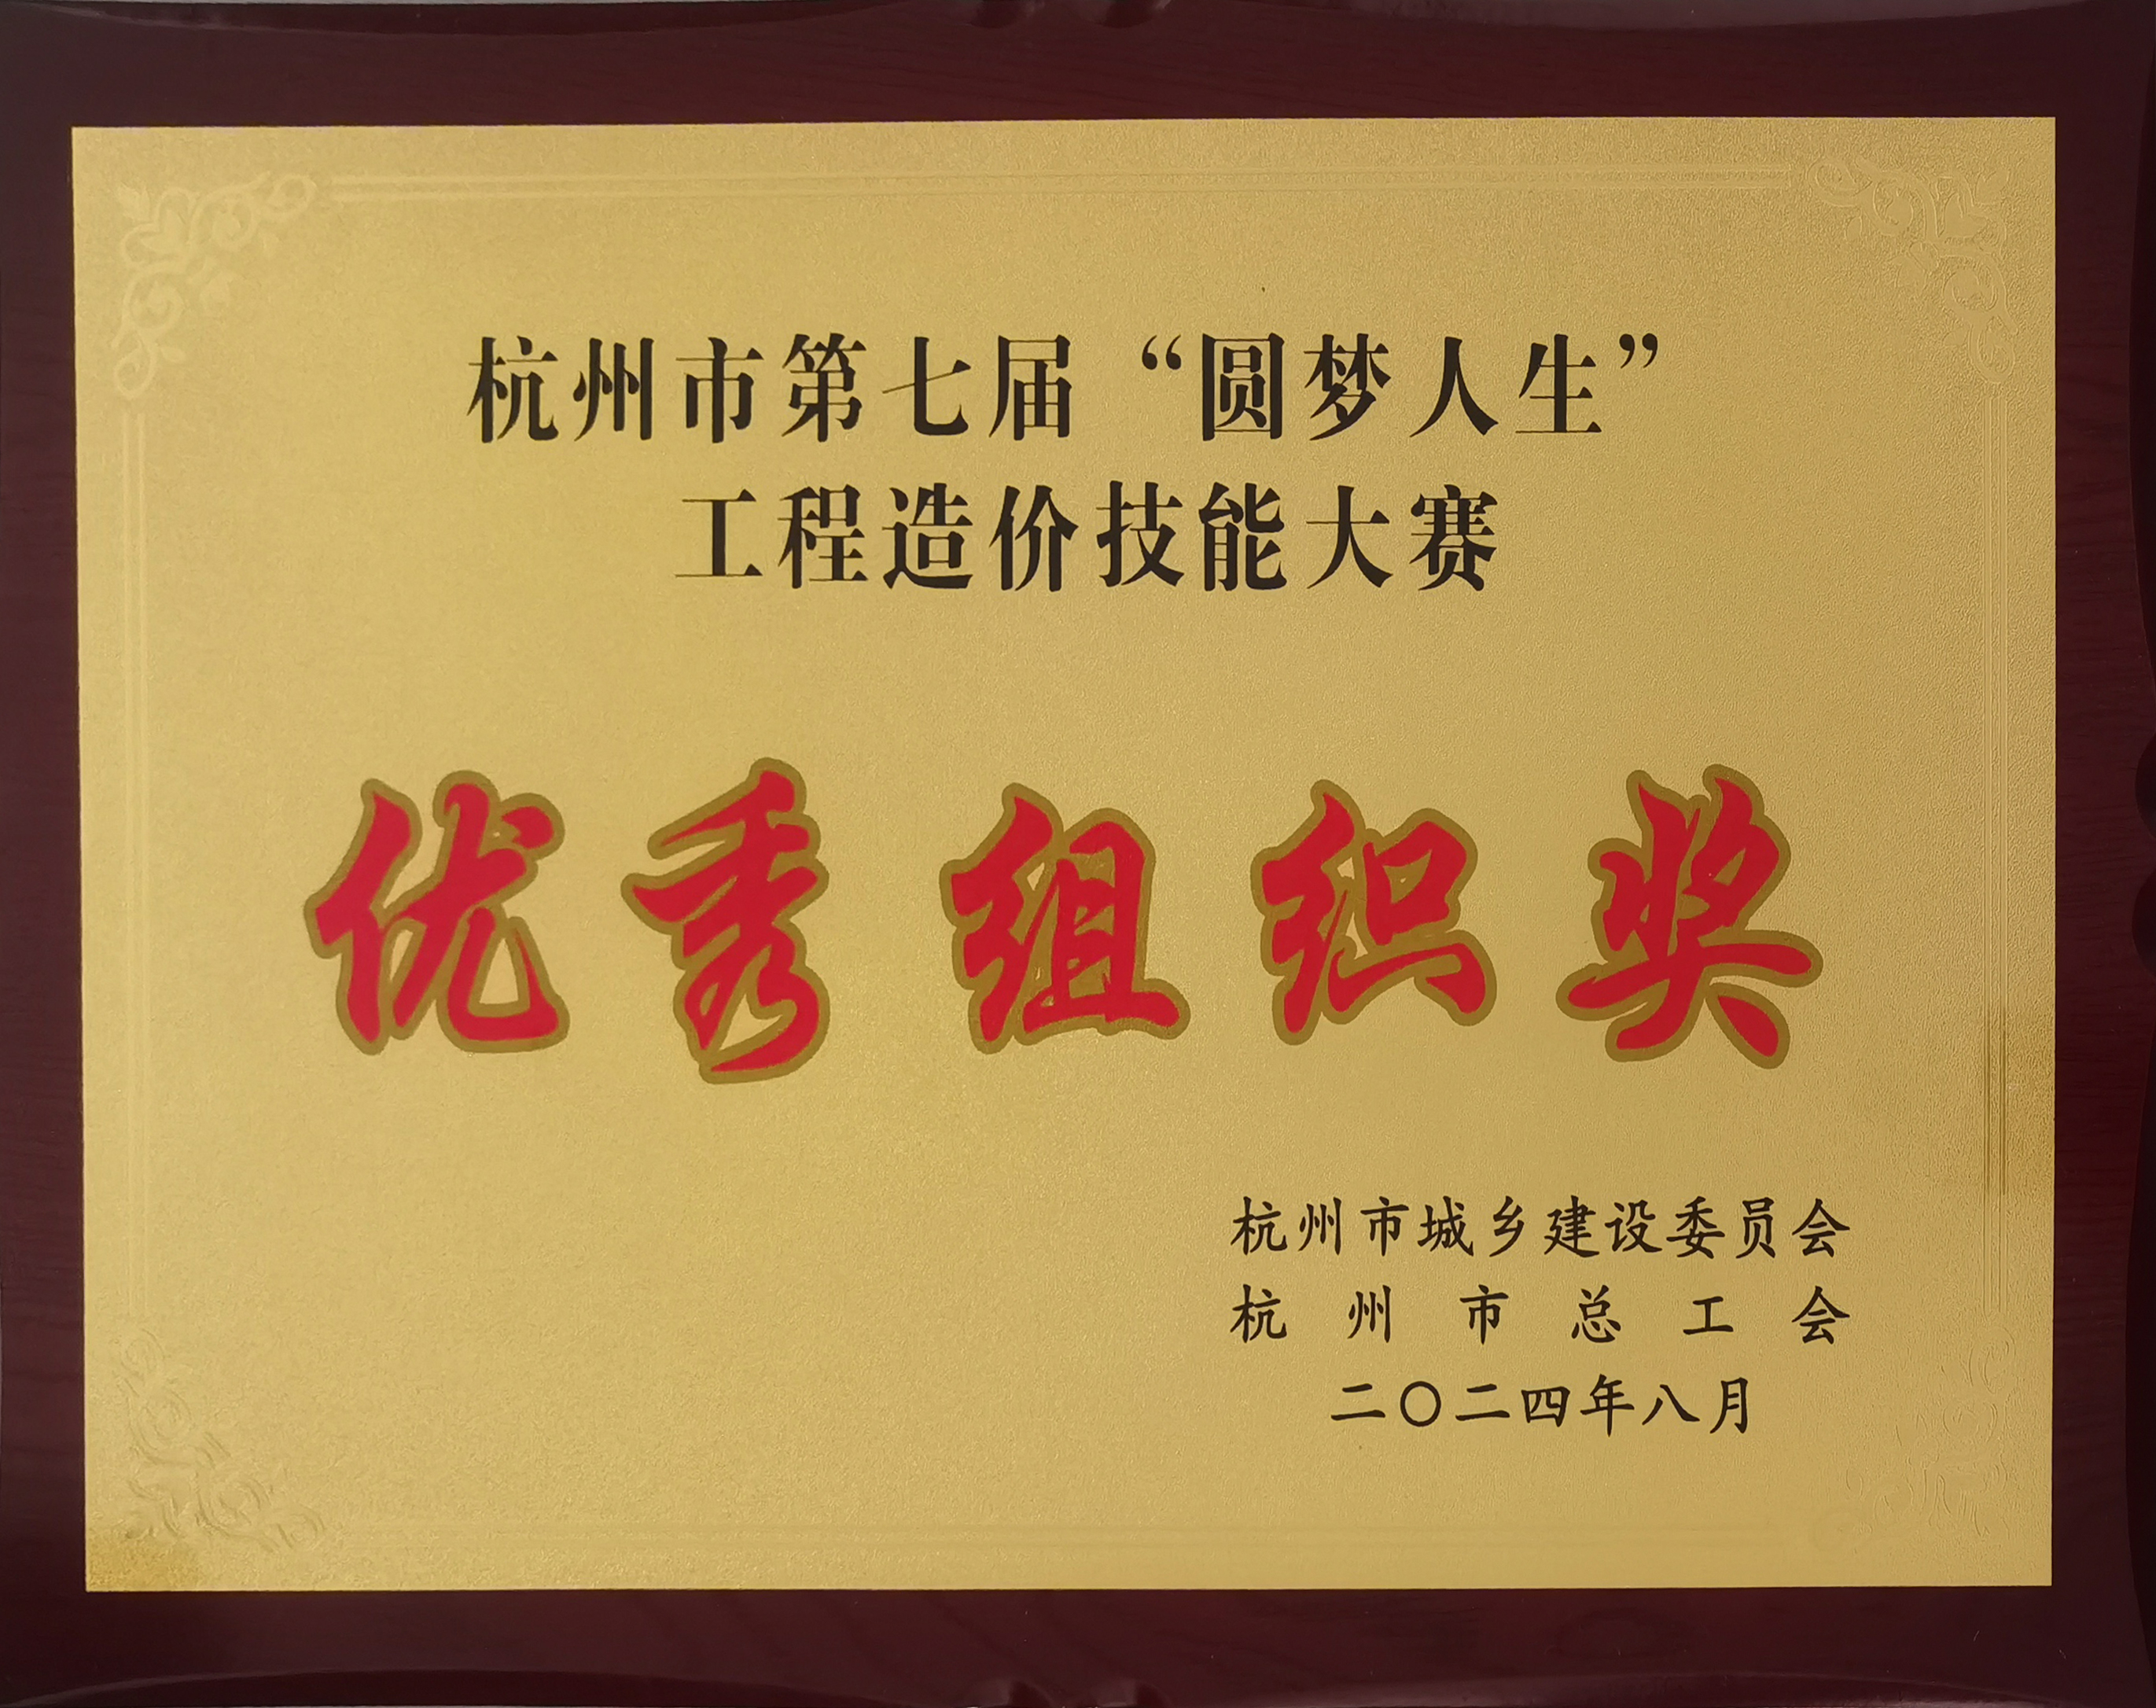 杭州市第七届“圆梦人生”
工程造价技能大赛
优秀组织奖
杭州市城乡建设委员会
杭州市总工会
二〇二四年八月